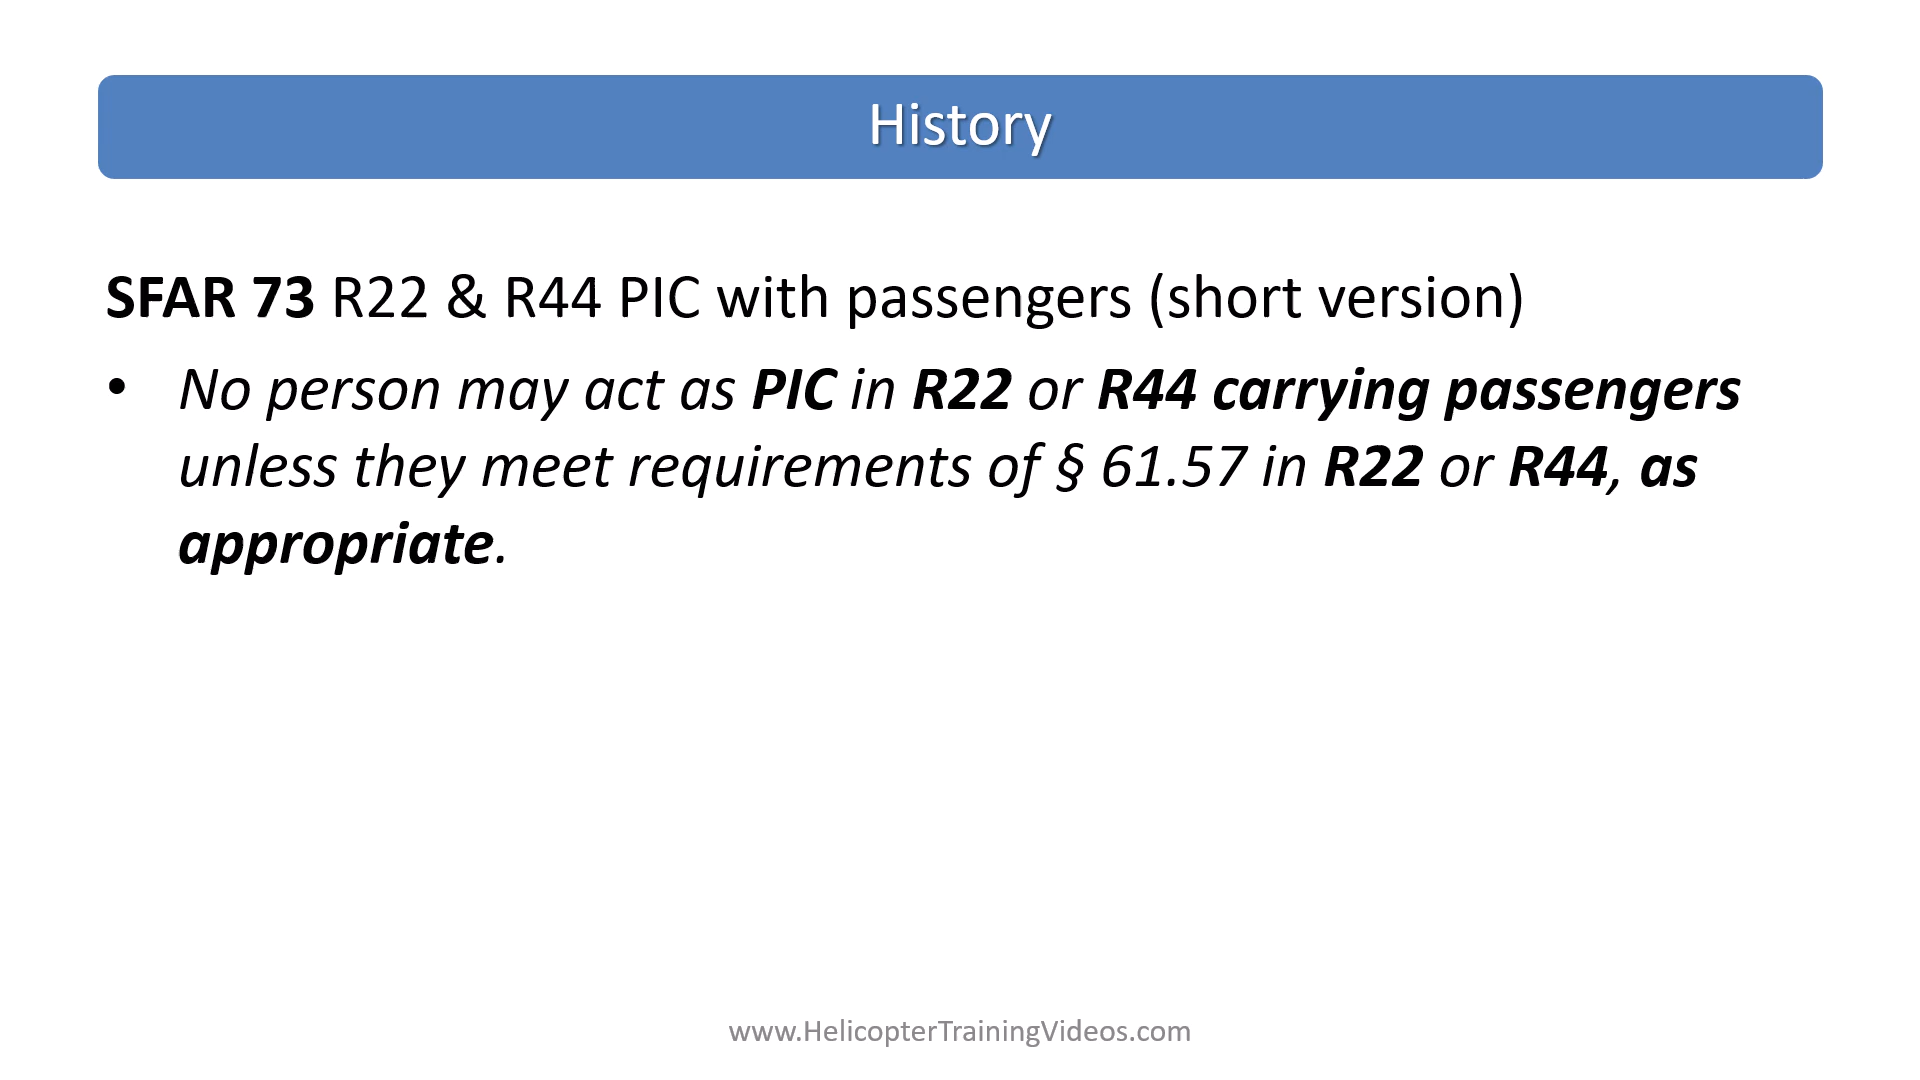 History
SFAR 73 R22 & R44 PIC with passengers (short version)
• No person may act as PIC in R22 or R44 carrying passengers
unless they meet requirements of § 61.57 in R22 or R44, as
appropriate.
www.HelicopterTrainingVideos.com